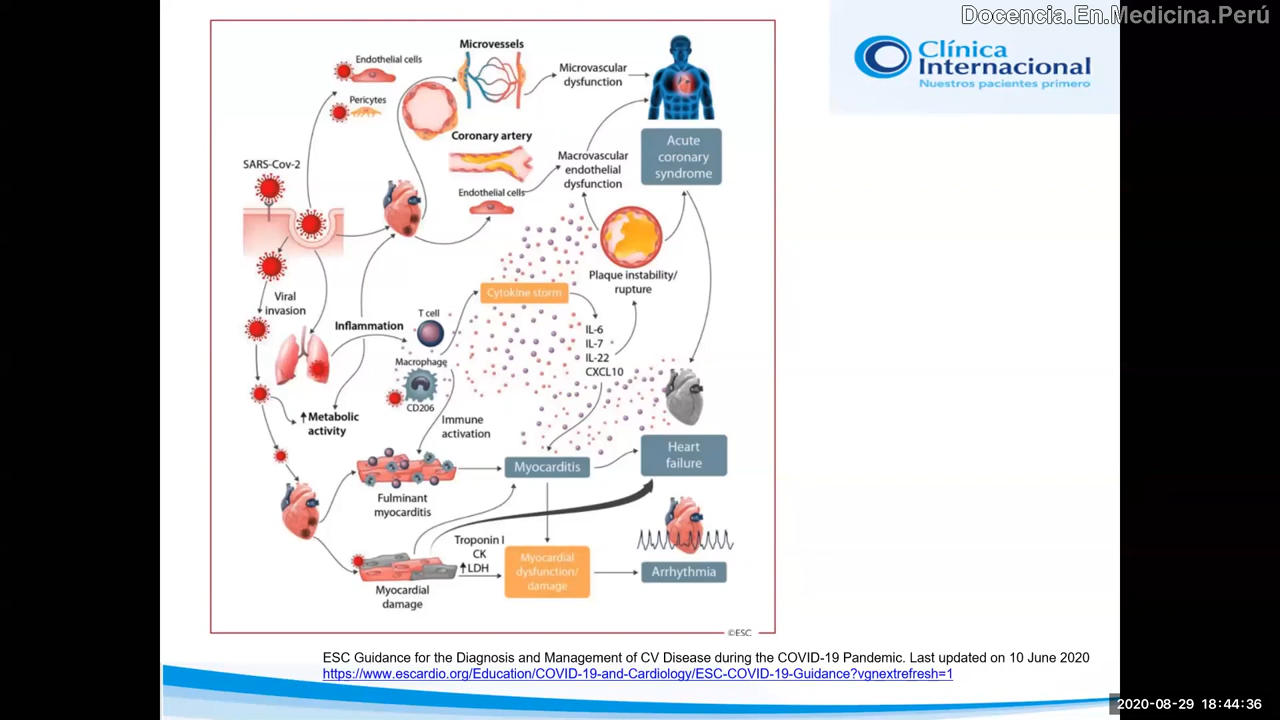 Docencia.En.Medicina.Perú
Clínica
Internacional
Nuestros pacientes primero
Microvessels
Endothelial cells
Microvascular
dysfunction
Pericytes
Coronary artery
Acute
coronary
syndrome
SARS-Cov-2
Macrovascular
endothelial
dysfunction
Endothelial cells
Plaque instability/
rupture
Cytokine storm
Viral
invasion
T cell
Inflammation
IL-6
IL-7
IL-22
CXCL10
Macrophage
CD206
Metabolic
activity
Immune
activation
Heart
failure
Myocarditis
Fulminant
myocarditis
Troponin I
CK
LDH
Myocardial
dysfunction/
damage
Arrhythmia
Myocardial
damage
©ESC
ESC Guidance for the Diagnosis and Management of CV Disease during the COVID-19 Pandemic. Last updated on 10 June 2020
https://www.escardio.org/Education/COVID-19-and-Cardiology/ESC-COVID-19-Guidance?vgnextrefresh=1
2020-08-29 18:44:36